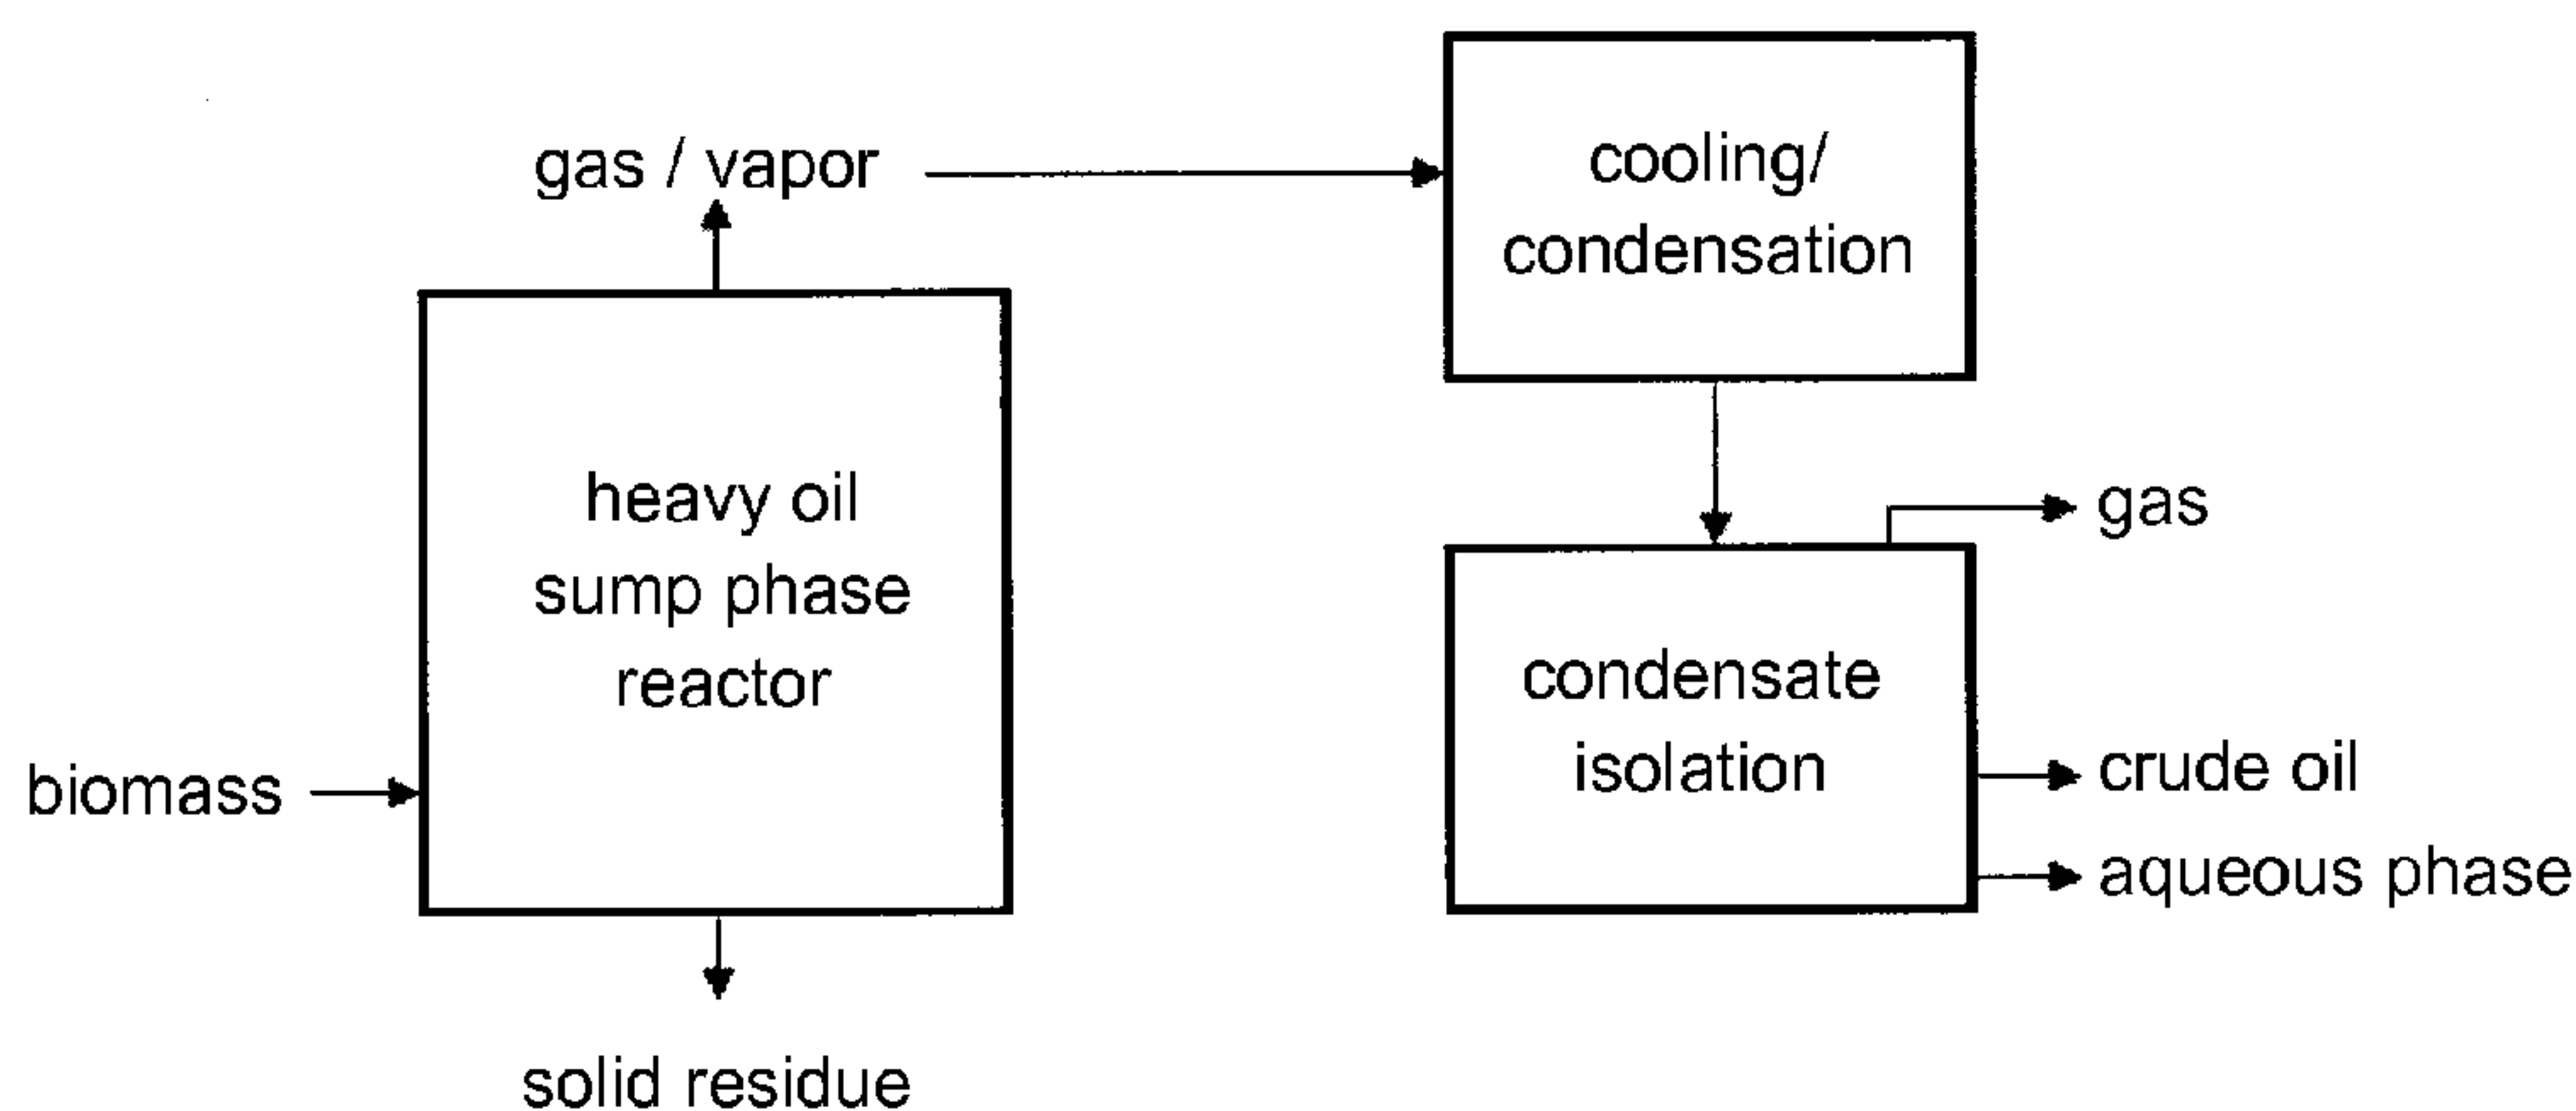 gas / vapor
cooling/
condensation
heavy oil
sump phase
reactor
biomass
solid residue
condensate
isolation
gas
crude oil
aqueous phase